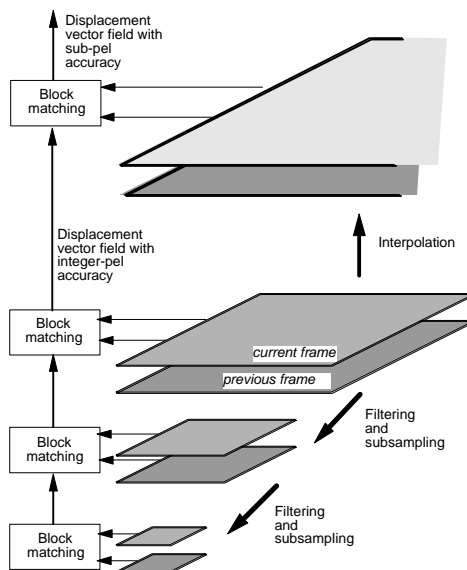 Displacement
vector field with
sub-pel
accuracy
Block
matching
Displacement
vector field with
integer-pel
accuracy
Interpolation
Block
matching
current frame
previous frame
Filtering
and
subsampling
Block
matching
Filtering
and
subsampling
Block
matching